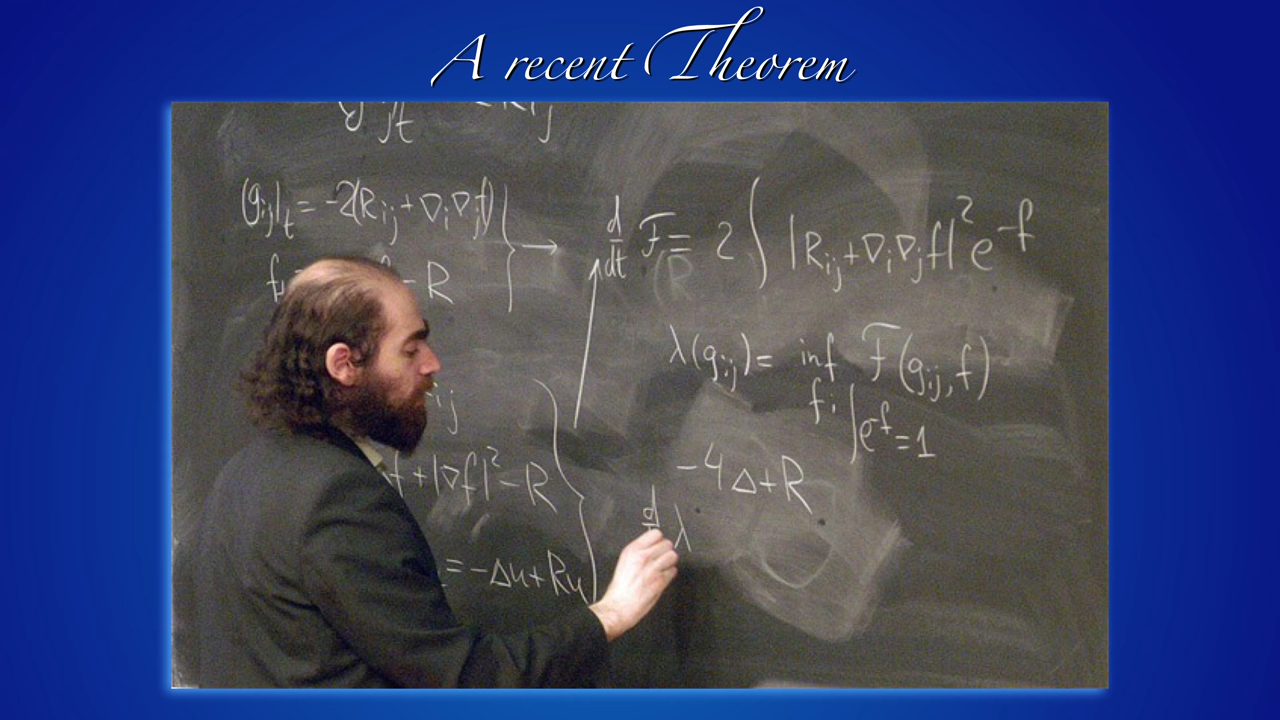 A recent Theorem
(gij)t = -2(Rij + ∇i∇jf) } →
d/dt ℱ = 2 ∫ |Rij + ∇i∇jf|² e^-f
- R
λ(gij) = inf ℱ(gij, f)
f; ∫e^f = 1
ij
+ |∇f|² - R }
-4Δ + R
d λ
= -Δu + Ru